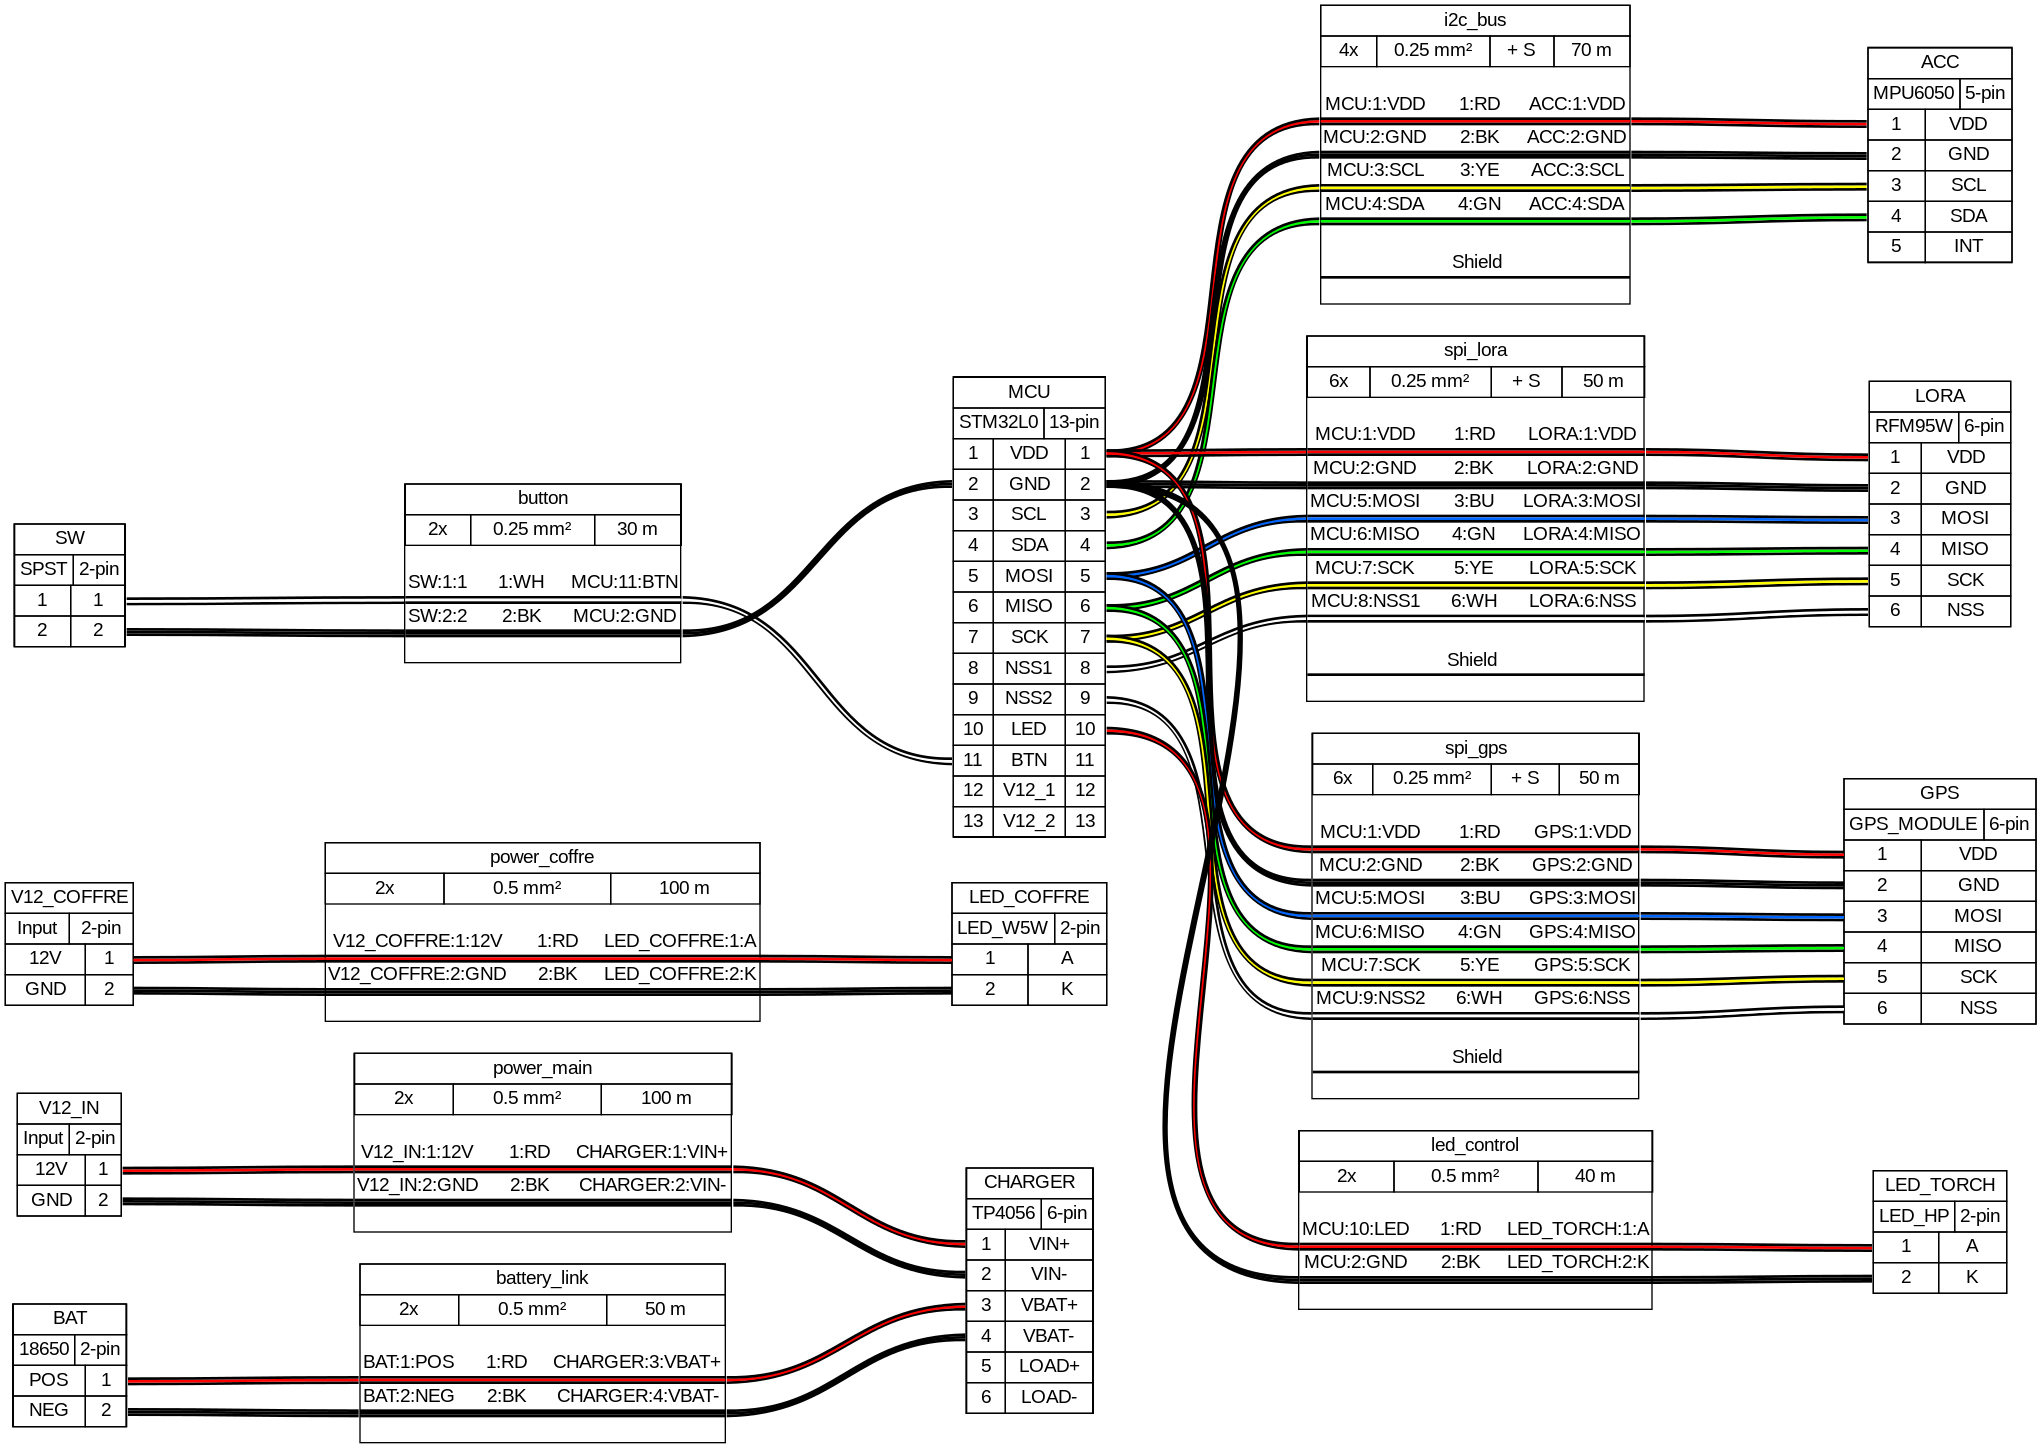 i2c_bus
4x 0.25 mm² + S 70 m
MCU:1:VDD 1:RD ACC:1:VDD
MCU:2:GND 2:BK ACC:2:GND
MCU:3:SCL 3:YE ACC:3:SCL
MCU:4:SDA 4:GN ACC:4:SDA
Shield
ACC
MPU6050 5-pin
1 VDD
2 GND
3 SCL
4 SDA
5 INT
spi_lora
6x 0.25 mm² + S 50 m
MCU:1:VDD 1:RD LORA:1:VDD
MCU:2:GND 2:BK LORA:2:GND
MCU:5:MOSI 3:BU LORA:3:MOSI
MCU:6:MISO 4:GN LORA:4:MISO
MCU:7:SCK 5:YE LORA:5:SCK
MCU:8:NSS1 6:WH LORA:6:NSS
Shield
LORA
RFM95W 6-pin
1 VDD
2 GND
3 MOSI
4 MISO
5 SCK
6 NSS
MCU
STM32L0 13-pin
1 VDD 1
2 GND 2
3 SCL 3
4 SDA 4
5 MOSI 5
6 MISO 6
7 SCK 7
8 NSS1 8
9 NSS2 9
10 LED 10
11 BTN 11
12 V12_1 12
13 V12_2 13
button
2x 0.25 mm² 30 m
SW:1:1 1:WH MCU:11:BTN
SW:2:2 2:BK MCU:2:GND
SW
SPST 2-pin
1 1
2 2
spi_gps
6x 0.25 mm² + S 50 m
MCU:1:VDD 1:RD GPS:1:VDD
MCU:2:GND 2:BK GPS:2:GND
MCU:5:MOSI 3:BU GPS:3:MOSI
MCU:6:MISO 4:GN GPS:4:MISO
MCU:7:SCK 5:YE GPS:5:SCK
MCU:9:NSS2 6:WH GPS:6:NSS
Shield
GPS
GPS_MODULE 6-pin
1 VDD
2 GND
3 MOSI
4 MISO
5 SCK
6 NSS
V12_COFFRE
Input 2-pin
12V 1
GND 2
power_coffre
2x 0.5 mm² 100 m
V12_COFFRE:1:12V 1:RD LED_COFFRE:1:A
V12_COFFRE:2:GND 2:BK LED_COFFRE:2:K
LED_COFFRE
LED_W5W 2-pin
1 A
2 K
V12_IN
Input 2-pin
12V 1
GND 2
power_main
2x 0.5 mm² 100 m
V12_IN:1:12V 1:RD CHARGER:1:VIN+
V12_IN:2:GND 2:BK CHARGER:2:VIN-
CHARGER
TP4056 6-pin
1 VIN+
2 VIN-
3 VBAT+
4 VBAT-
5 LOAD+
6 LOAD-
BAT
18650 2-pin
POS 1
NEG 2
battery_link
2x 0.5 mm² 50 m
BAT:1:POS 1:RD CHARGER:3:VBAT+
BAT:2:NEG 2:BK CHARGER:4:VBAT-
led_control
2x 0.5 mm² 40 m
MCU:10:LED 1:RD LED_TORCH:1:A
MCU:2:GND 2:BK LED_TORCH:2:K
LED_TORCH
LED_HP 2-pin
1 A
2 K